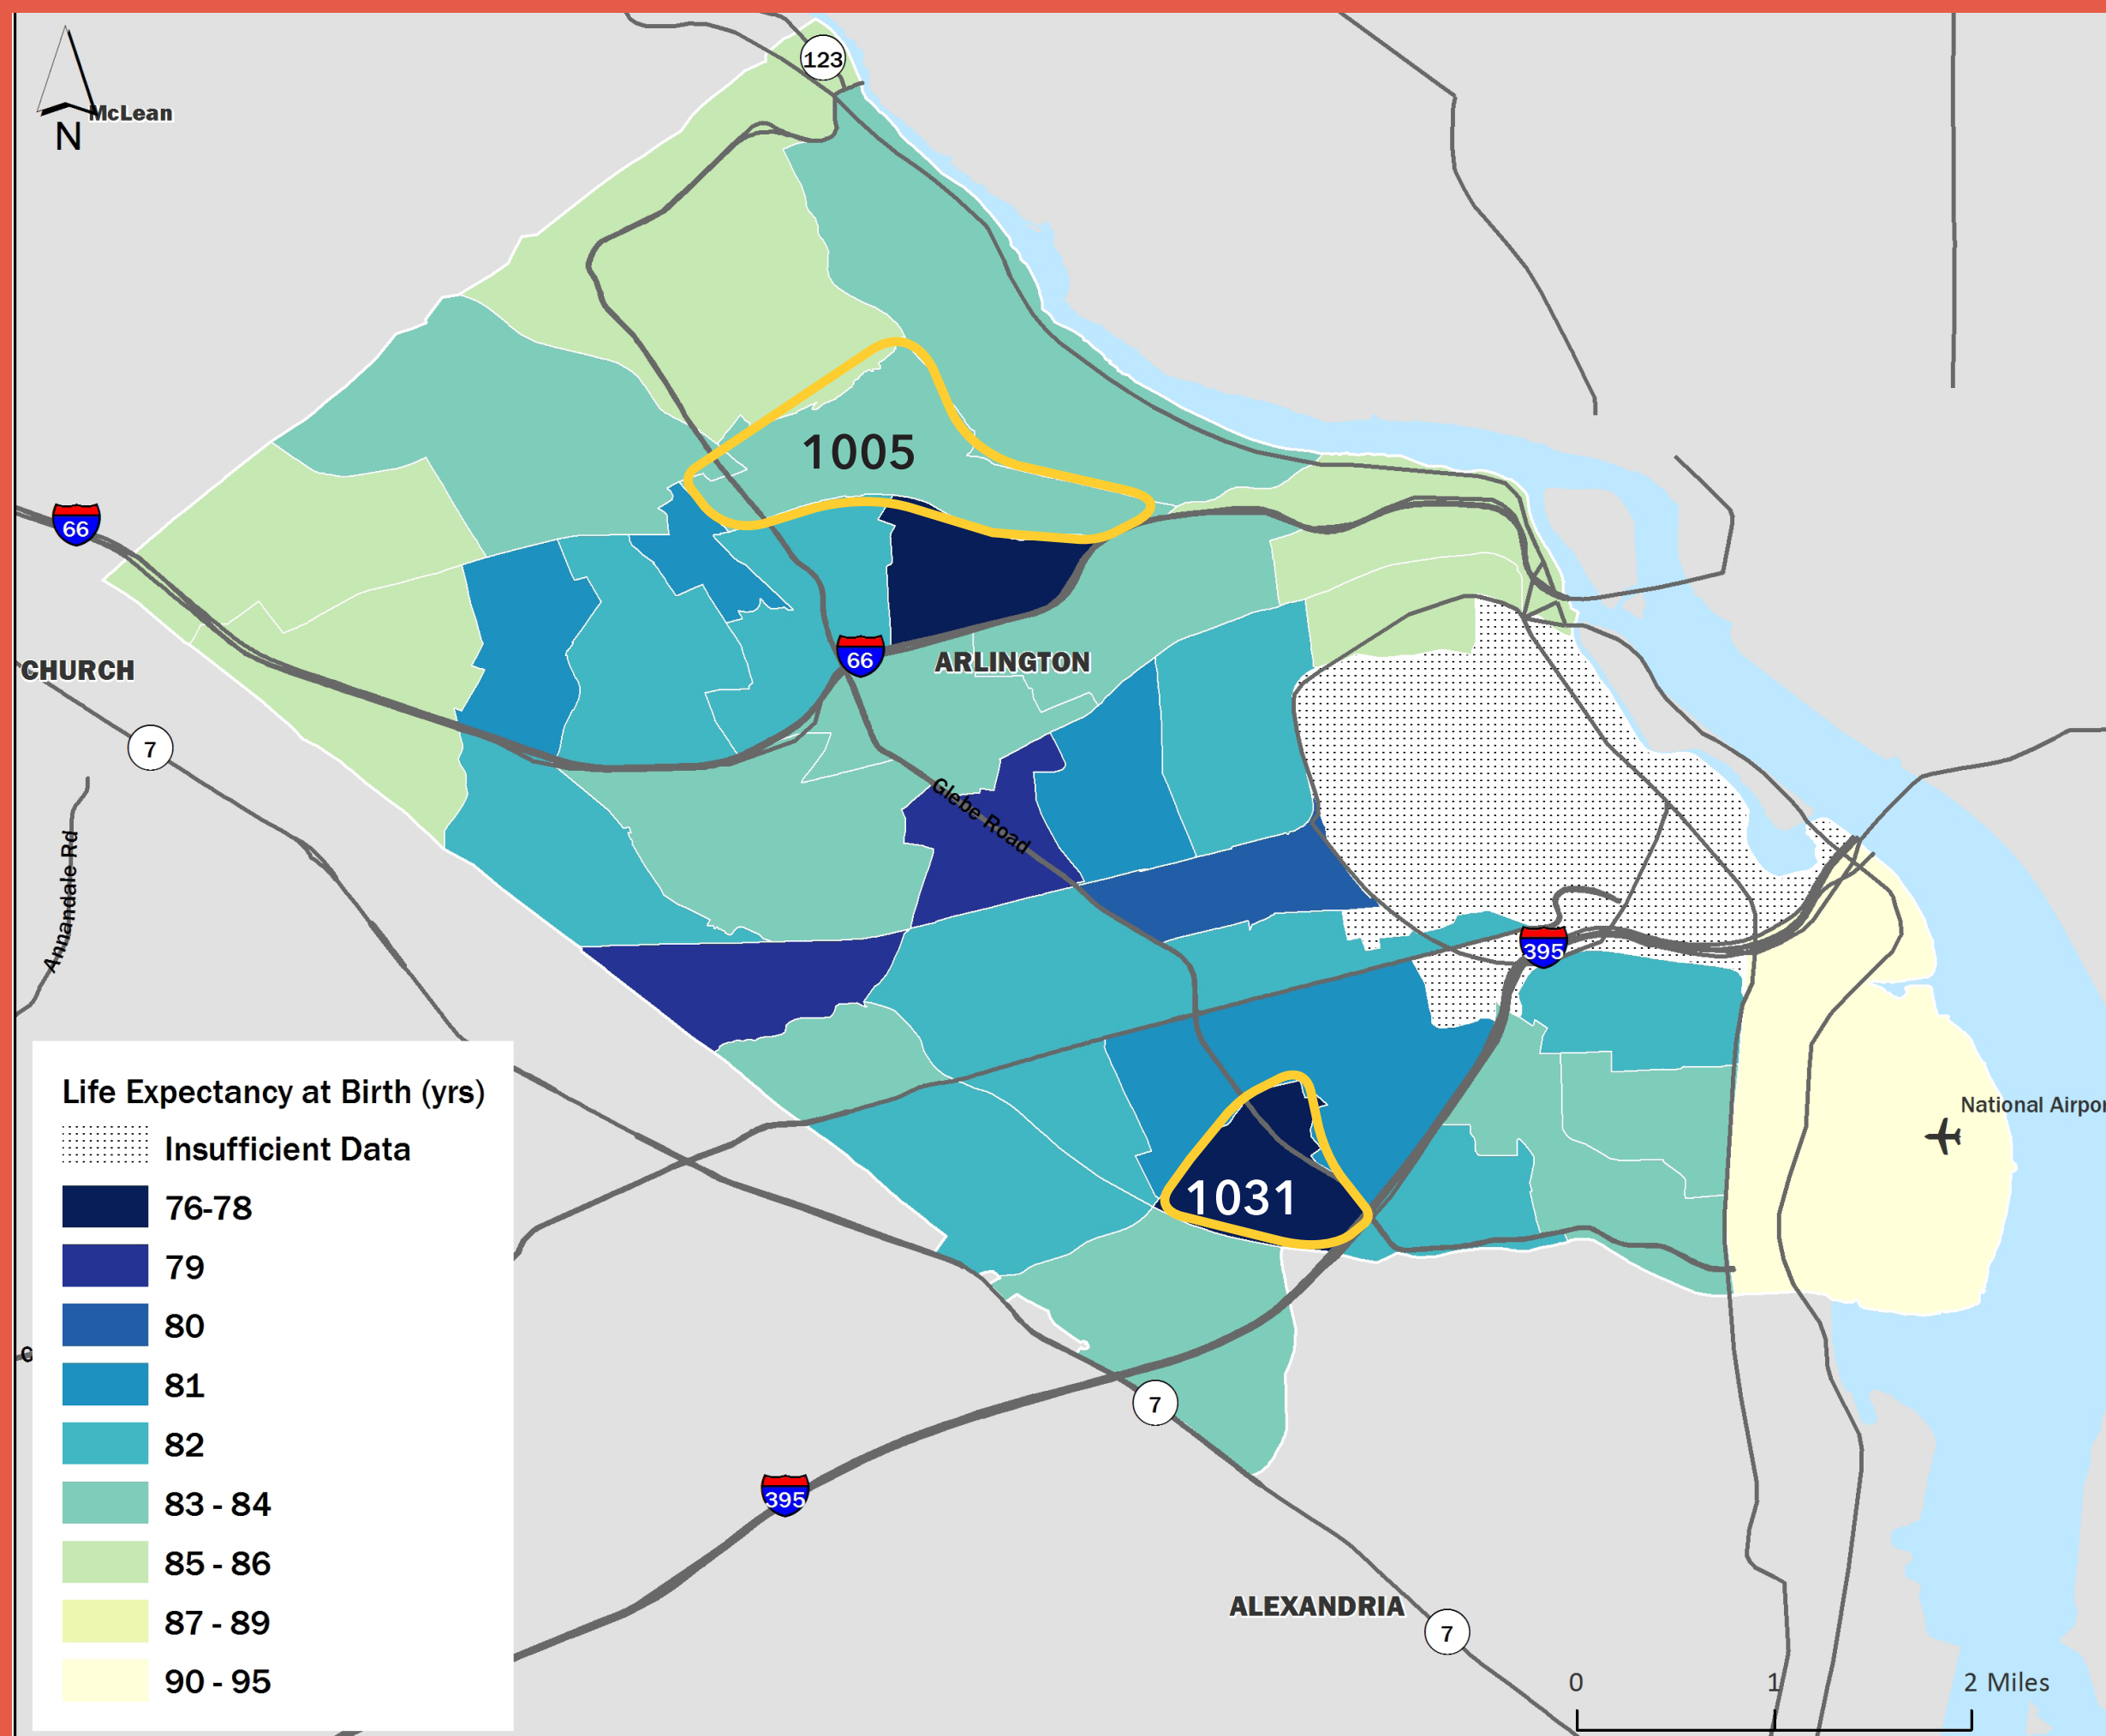 123
McLean
N
1005
66
66
ARLINGTON
CHURCH
7
Glebe Road
Annandale Rd
395
National Airpor
1031
Life Expectancy at Birth (yrs)
Insufficient Data
76-78
79
80
81
82
83 - 84
85 - 86
87 - 89
90 - 95
7
395
ALEXANDRIA
7
0 1 2 Miles